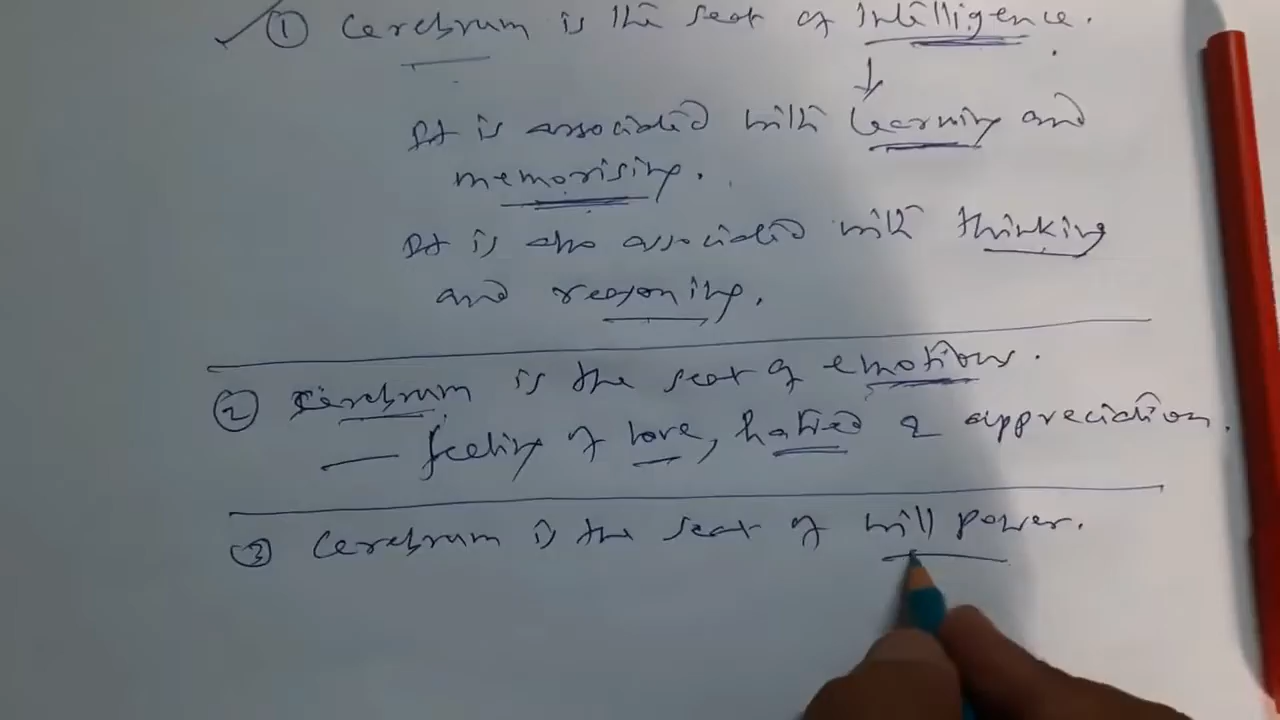 ① Cerebrum is the seat of Intelligence.
It is associated with learning and
memorising.
It is also associated with thinking
and reasoning.
② Cerebrum is the seat of emotions.
— feeling of love, hatred & appreciation.
③ Cerebrum is the seat of will power.